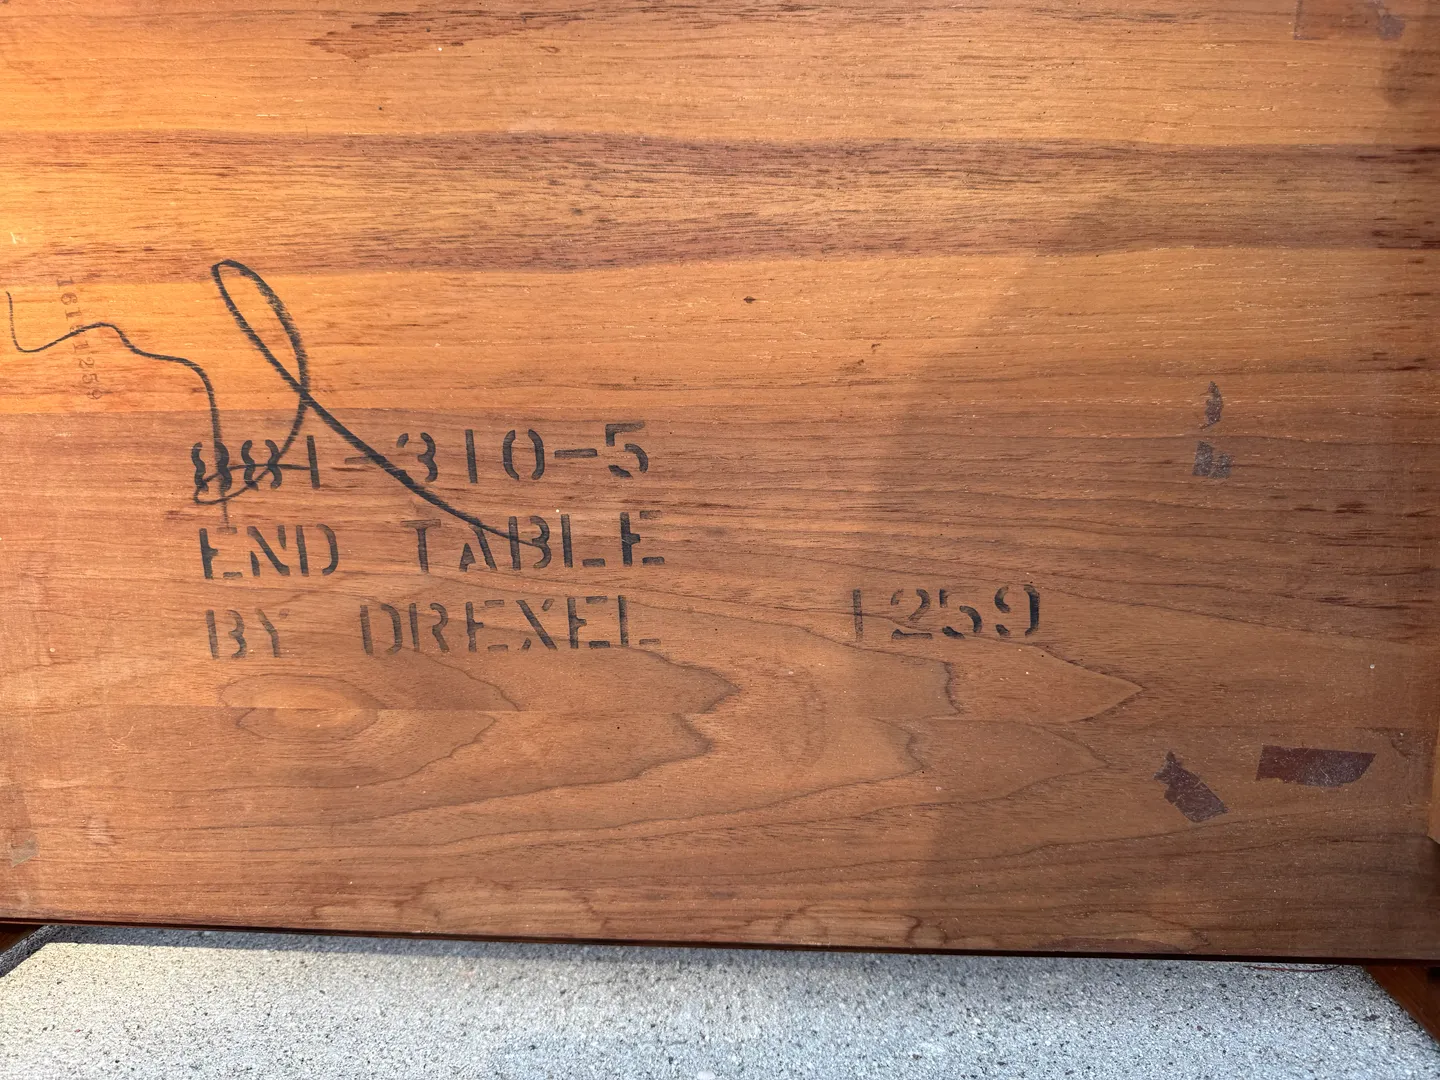 881-310-5
END TABLE
BY DREXEL
1259